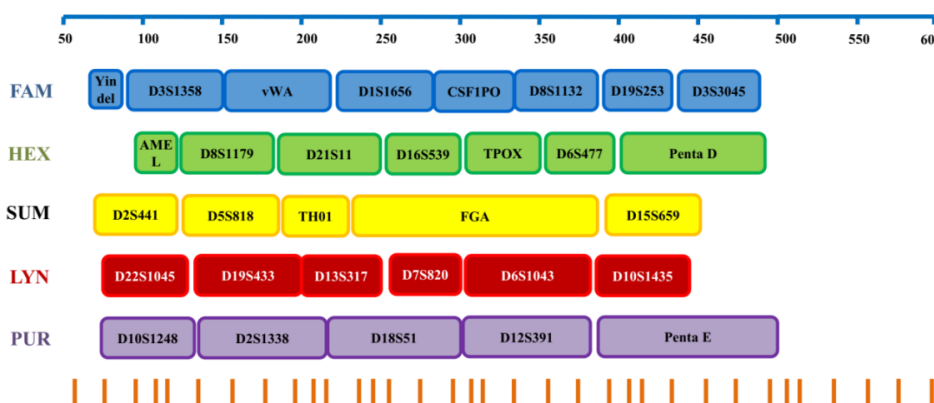 50 100 150 200 250 300 350 400 450 500 550 600
FAM Yin del D3S1358 vWA D1S1656 CSF1PO D8S1132 D19S253 D3S3045
HEX AME L D8S1179 D21S11 D16S539 TPOX D6S477 Penta D
SUM D2S441 D5S818 TH01 FGA D15S659
LYN D22S1045 D19S433 D13S317 D7S820 D6S1043 D10S1435
PUR D10S1248 D2S1338 D18S51 D12S391 Penta E